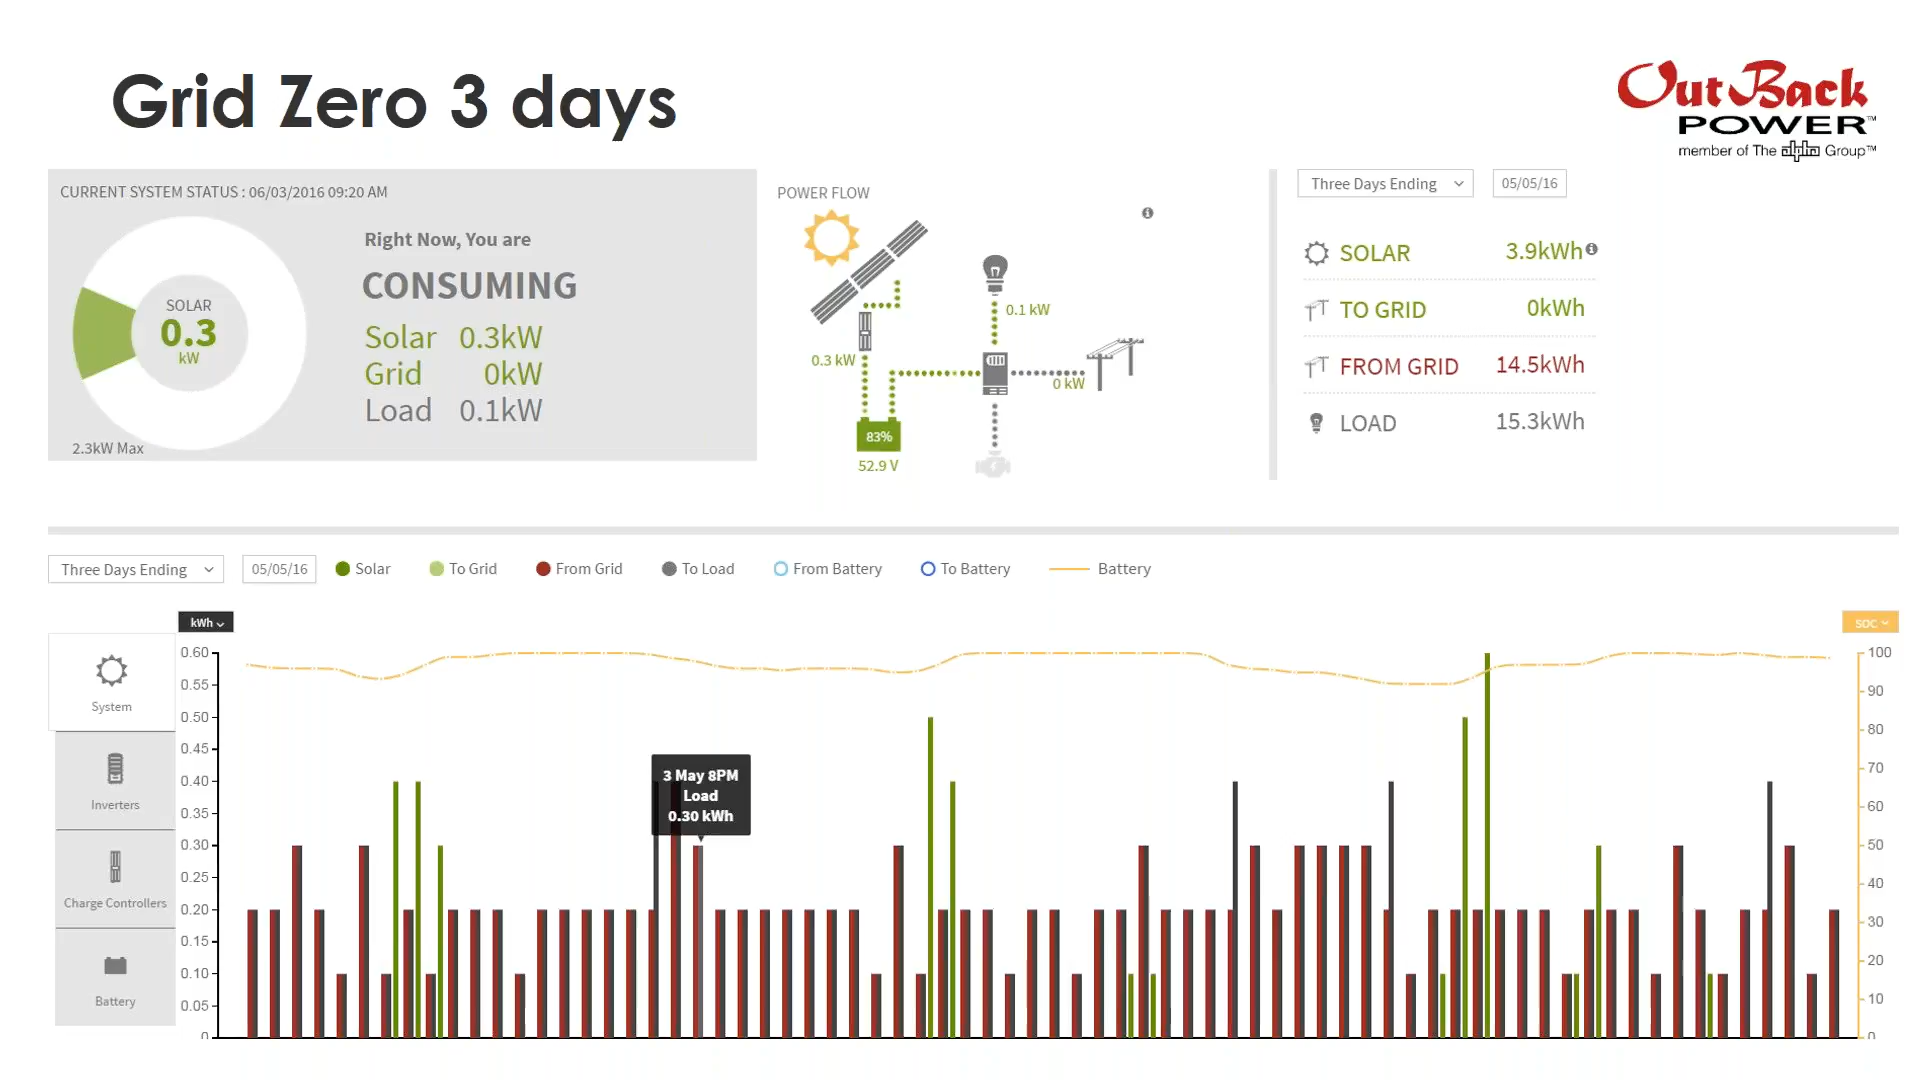 Grid Zero 3 days
OutBack
POWER™
member of The alpha Group™
CURRENT SYSTEM STATUS : 06/03/2016 09:20 AM
SOLAR
0.3
kW
2.3kW Max
Right Now, You are
CONSUMING
Solar 0.3kW
Grid 0kW
Load 0.1kW
POWER FLOW
0.1 kW
0.3 kW
0 kW
83%
52.9 V
Three Days Ending 05/05/16
SOLAR 3.9kWh
TO GRID 0kWh
FROM GRID 14.5kWh
LOAD 15.3kWh
Three Days Ending 05/05/16 Solar To Grid From Grid To Load From Battery To Battery Battery
kWh
SOC
System
Inverters
Charge Controllers
Battery
0.60
0.55
0.50
0.45
0.40
0.35
0.30
0.25
0.20
0.15
0.10
0.05
0
3 May 8PM
Load
0.30 kWh
100
90
80
70
60
50
40
30
20
10
0